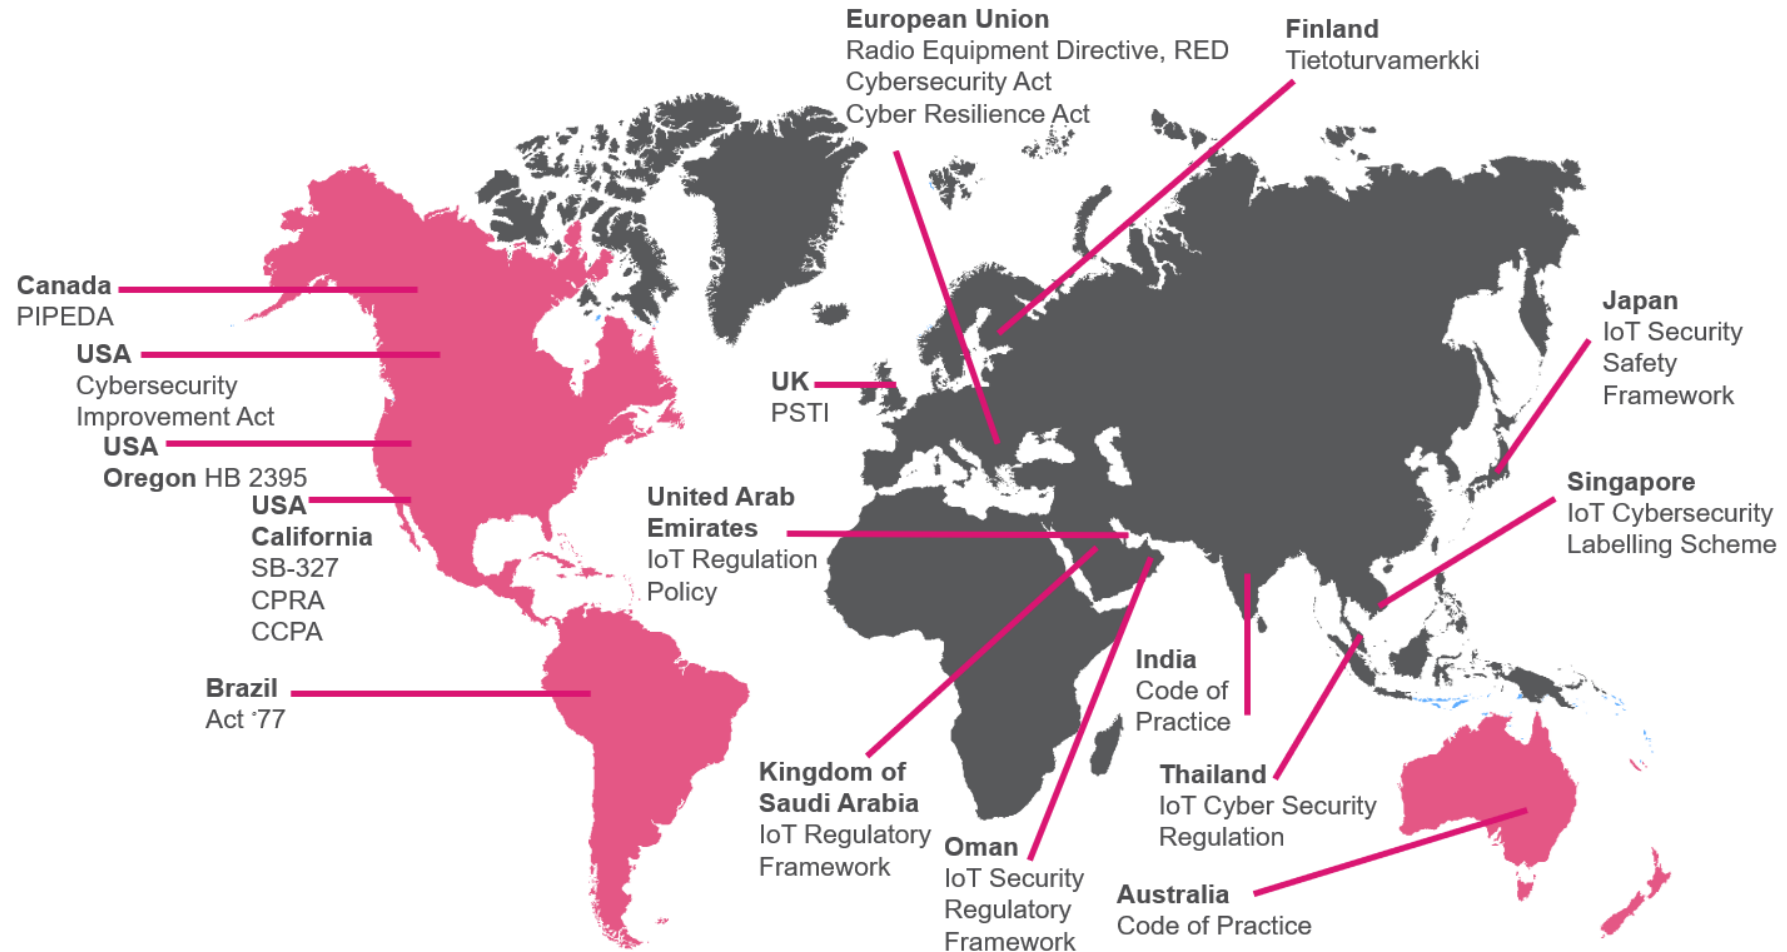 European Union
Radio Equipment Directive, RED
Cybersecurity Act
Cyber Resilience Act
Finland
Tietoturvamerkki
Canada
PIPEDA
USA
Cybersecurity
Improvement Act
USA
Oregon HB 2395
USA
California
SB-327
CPRA
CCPA
Brazil
Act °77
UK
PSTI
United Arab
Emirates
IoT Regulation
Policy
Kingdom of
Saudi Arabia
IoT Regulatory
Framework
Oman
IoT Security
Regulatory
Framework
India
Code of
Practice
Thailand
IoT Cyber Security
Regulation
Australia
Code of Practice
Japan
IoT Security
Safety
Framework
Singapore
IoT Cybersecurity
Labelling Scheme